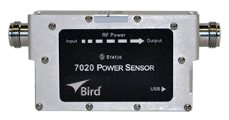 RF Power
Input Output
STATUS
7020 POWER SENSOR
Bird
USB